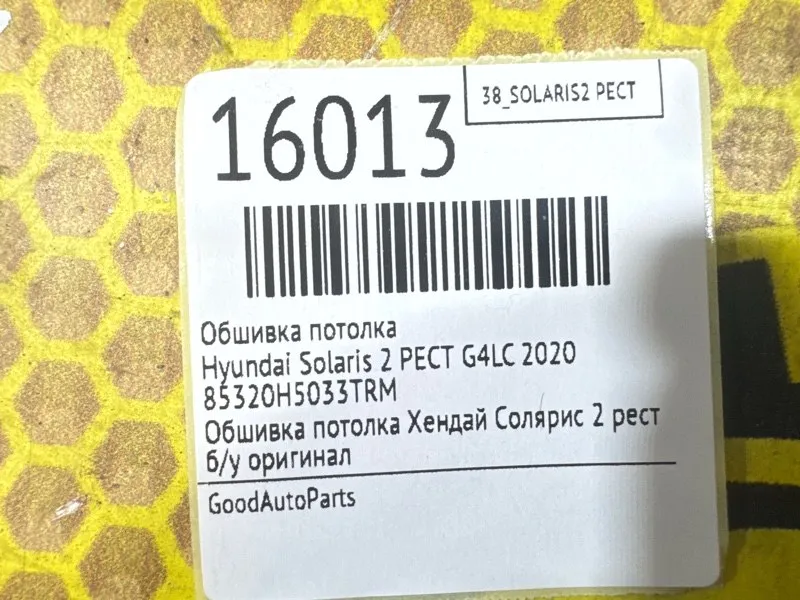 16013
38_SOLARIS2 РЕСТ
Обшивка потолка
Hyundai Solaris 2 РЕСТ G4LC 2020
85320H5033TRM
Обшивка потолка Хендай Солярис 2 рест
б/у оригинал
GoodAutoParts